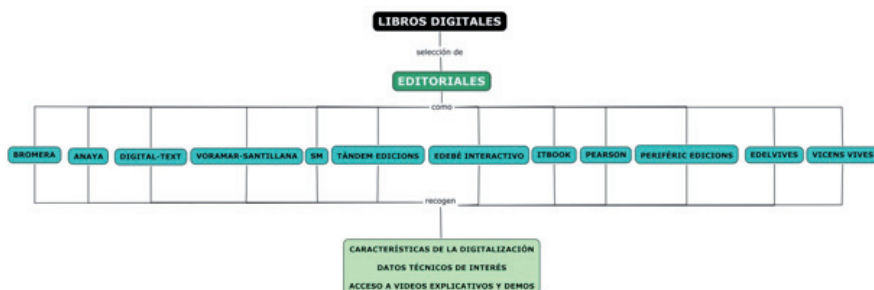 LIBROS DIGITALES
selección de
EDITORIALES
como
BROMERA
ANAYA
DIGITAL-TEXT
VORAMAR-SANTILLANA
SM
TÀNDEM EDICIONS
EDEBÉ INTERACTIVO
ITBOOK
PEARSON
PERIFÈRIC EDICIONS
EDELVIVES
VICENS VIVES
recogen
CARACTERÍSTICAS DE LA DIGITALIZACIÓN
DATOS TÉCNICOS DE INTERÉS
ACCESO A VIDEOS EXPLICATIVOS Y DEMOS